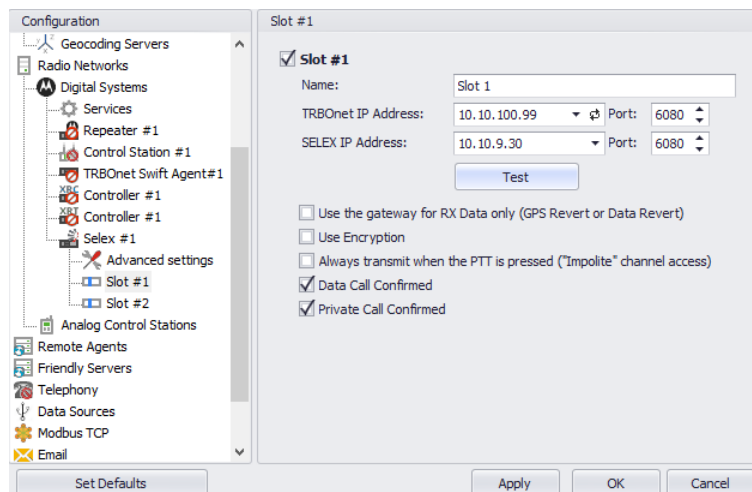 Configuration
Geocoding Servers
Radio Networks
Digital Systems
Services
Repeater #1
Control Station #1
TRBOnet Swift Agent#1
XRC Controller #1
XRT Controller #1
Selex #1
Advanced settings
Slot #1
Slot #2
Analog Control Stations
Remote Agents
Friendly Servers
Telephony
Data Sources
Modbus TCP
Email
Set Defaults
Slot #1
Slot #1
Name: Slot 1
TRBOnet IP Address: 10.10.100.99 Port: 6080
SELEX IP Address: 10.10.9.30 Port: 6080
Test
Use the gateway for RX Data only (GPS Revert or Data Revert)
Use Encryption
Always transmit when the PTT is pressed ("Impolite" channel access)
Data Call Confirmed
Private Call Confirmed
Apply OK Cancel